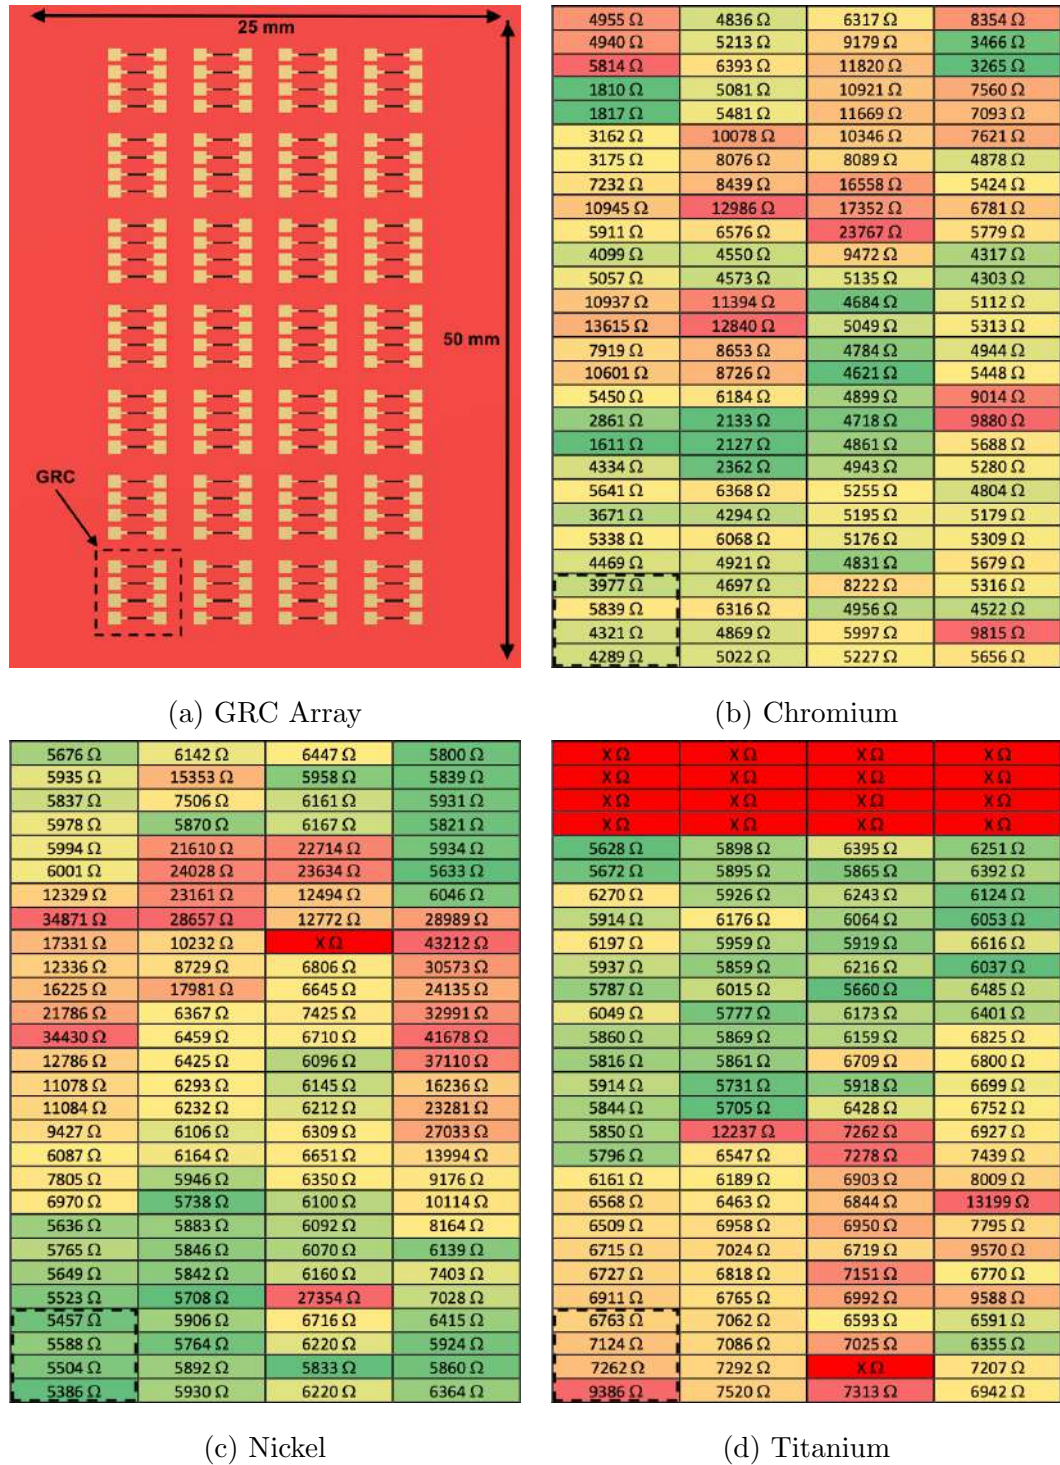 25 mm
50 mm
GRC
(a) GRC Array
4955 Ω 4836 Ω 6317 Ω 8354 Ω
4940 Ω 5213 Ω 9179 Ω 3466 Ω
5814 Ω 6393 Ω 11820 Ω 3265 Ω
1810 Ω 5081 Ω 10921 Ω 7560 Ω
1817 Ω 5481 Ω 11669 Ω 7093 Ω
3162 Ω 10078 Ω 10346 Ω 7621 Ω
3175 Ω 8076 Ω 8089 Ω 4878 Ω
7232 Ω 8439 Ω 16558 Ω 5424 Ω
10945 Ω 12986 Ω 17352 Ω 6781 Ω
5911 Ω 6576 Ω 23767 Ω 5779 Ω
4099 Ω 4550 Ω 9472 Ω 4317 Ω
5057 Ω 4573 Ω 5135 Ω 4303 Ω
10937 Ω 11394 Ω 4684 Ω 5112 Ω
13615 Ω 12840 Ω 5049 Ω 5313 Ω
7919 Ω 8653 Ω 4784 Ω 4944 Ω
10601 Ω 8726 Ω 4621 Ω 5448 Ω
5450 Ω 6184 Ω 4899 Ω 9014 Ω
2861 Ω 2133 Ω 4718 Ω 9880 Ω
1611 Ω 2127 Ω 4861 Ω 5688 Ω
4334 Ω 2362 Ω 4943 Ω 5280 Ω
5641 Ω 6368 Ω 5255 Ω 4804 Ω
3671 Ω 4294 Ω 5195 Ω 5179 Ω
5338 Ω 6068 Ω 5176 Ω 5309 Ω
4469 Ω 4921 Ω 4831 Ω 5679 Ω
3977 Ω 4697 Ω 8222 Ω 5316 Ω
5839 Ω 6316 Ω 4956 Ω 4522 Ω
4321 Ω 4869 Ω 5997 Ω 9815 Ω
4289 Ω 5022 Ω 5227 Ω 5656 Ω
(b) Chromium
5676 Ω 6142 Ω 6447 Ω 5800 Ω
5935 Ω 15353 Ω 5958 Ω 5839 Ω
5837 Ω 7506 Ω 6161 Ω 5931 Ω
5978 Ω 5870 Ω 6167 Ω 5821 Ω
5994 Ω 21610 Ω 22714 Ω 5934 Ω
6001 Ω 24028 Ω 23634 Ω 5633 Ω
12329 Ω 23161 Ω 12494 Ω 6046 Ω
34871 Ω 28657 Ω 12772 Ω 28989 Ω
17331 Ω 10232 Ω X Ω 43212 Ω
12336 Ω 8729 Ω 6806 Ω 30573 Ω
16225 Ω 17981 Ω 6645 Ω 24135 Ω
21786 Ω 6367 Ω 7425 Ω 32991 Ω
34430 Ω 6459 Ω 6710 Ω 41678 Ω
12786 Ω 6425 Ω 6096 Ω 37110 Ω
11078 Ω 6293 Ω 6145 Ω 16236 Ω
11084 Ω 6232 Ω 6212 Ω 23281 Ω
9427 Ω 6106 Ω 6309 Ω 27033 Ω
6087 Ω 6164 Ω 6651 Ω 13994 Ω
7805 Ω 5946 Ω 6350 Ω 9176 Ω
6970 Ω 5738 Ω 6100 Ω 10114 Ω
5636 Ω 5883 Ω 6092 Ω 8164 Ω
5765 Ω 5846 Ω 6070 Ω 6139 Ω
5649 Ω 5842 Ω 6160 Ω 7403 Ω
5523 Ω 5708 Ω 27354 Ω 7028 Ω
5457 Ω 5906 Ω 6716 Ω 6415 Ω
5588 Ω 5764 Ω 6220 Ω 5924 Ω
5504 Ω 5892 Ω 5833 Ω 5860 Ω
5386 Ω 5930 Ω 6220 Ω 6364 Ω
(c) Nickel
X Ω X Ω X Ω X Ω
X Ω X Ω X Ω X Ω
X Ω X Ω X Ω X Ω
X Ω X Ω X Ω X Ω
5628 Ω 5898 Ω 6395 Ω 6251 Ω
5672 Ω 5895 Ω 5865 Ω 6392 Ω
6270 Ω 5926 Ω 6243 Ω 6124 Ω
5914 Ω 6176 Ω 6064 Ω 6053 Ω
6197 Ω 5959 Ω 5919 Ω 6616 Ω
5937 Ω 5859 Ω 6216 Ω 6037 Ω
5787 Ω 6015 Ω 5660 Ω 6485 Ω
6049 Ω 5777 Ω 6173 Ω 6401 Ω
5860 Ω 5869 Ω 6159 Ω 6825 Ω
5816 Ω 5861 Ω 6709 Ω 6800 Ω
5914 Ω 5731 Ω 5918 Ω 6699 Ω
5844 Ω 5705 Ω 6428 Ω 6752 Ω
5850 Ω 12237 Ω 7262 Ω 6927 Ω
5796 Ω 6547 Ω 7278 Ω 7439 Ω
6161 Ω 6189 Ω 6903 Ω 8009 Ω
6568 Ω 6463 Ω 6844 Ω 13199 Ω
6509 Ω 6958 Ω 6950 Ω 7795 Ω
6715 Ω 7024 Ω 6719 Ω 9570 Ω
6727 Ω 6818 Ω 7151 Ω 6770 Ω
6911 Ω 6765 Ω 6992 Ω 9588 Ω
6763 Ω 7062 Ω 6593 Ω 6591 Ω
7124 Ω 7086 Ω 7025 Ω 6355 Ω
7262 Ω 7292 Ω X Ω 7207 Ω
9386 Ω 7520 Ω 7313 Ω 6942 Ω
(d) Titanium